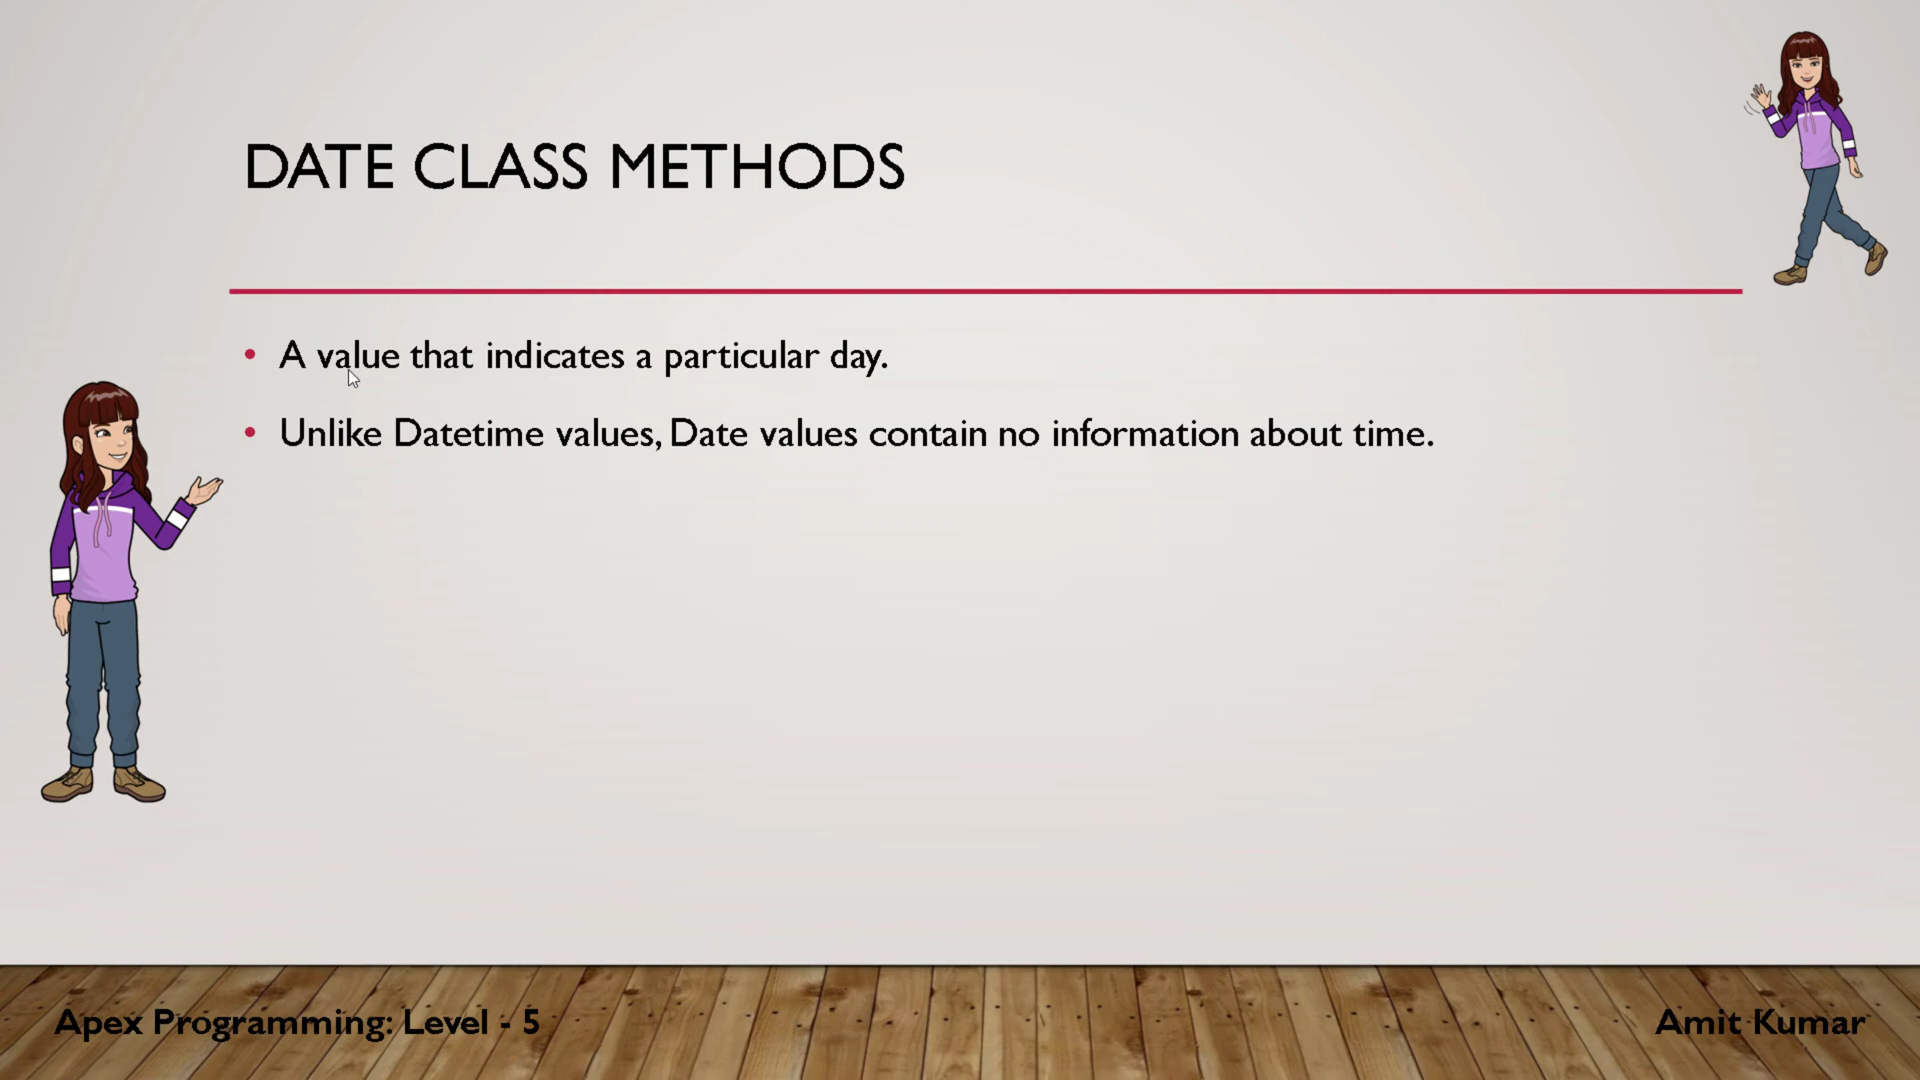 DATE CLASS METHODS
• A value that indicates a particular day.
• Unlike Datetime values, Date values contain no information about time.
Apex Programming: Level - 5
Amit Kumar